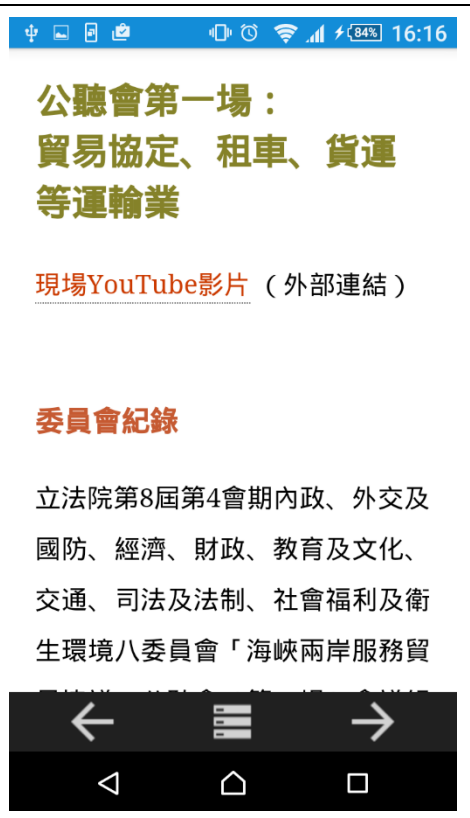 84% 16:16
公聽會第一場：
貿易協定、租車、貨運
等運輸業
現場YouTube影片（外部連結）
委員會紀錄
立法院第8屆第4會期內政、外交及
國防、經濟、財政、教育及文化、
交通、司法及法制、社會福利及衛
生環境八委員會「海峽兩岸服務貿